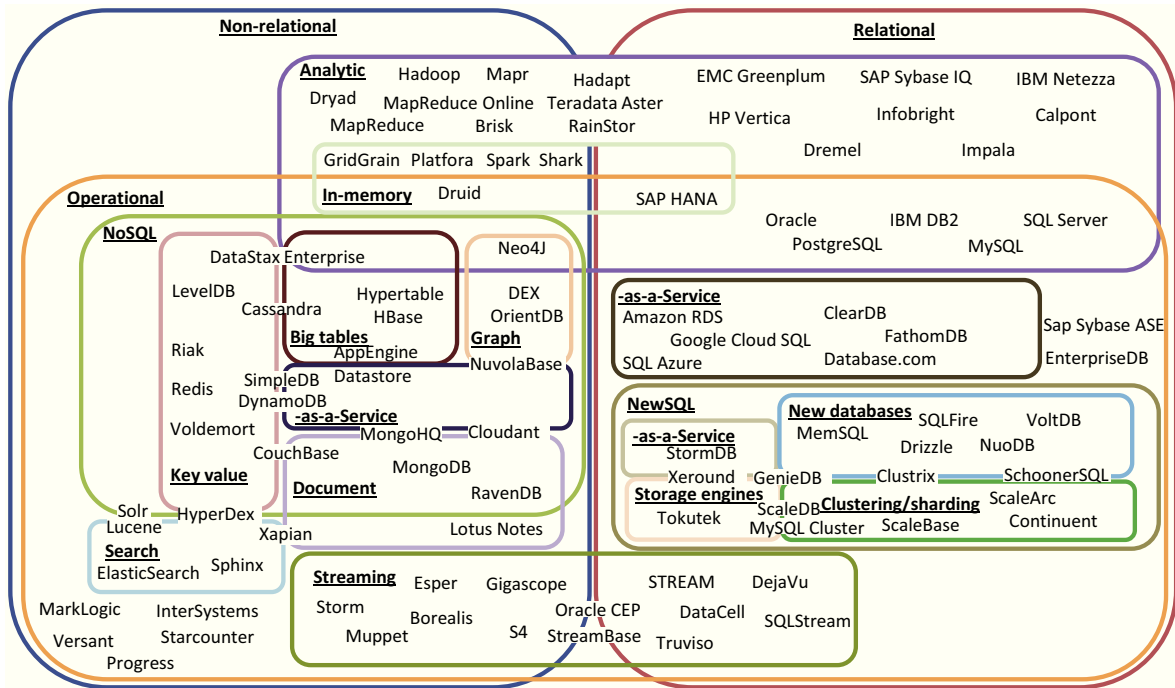 Non-relational
Relational
Analytic
Hadoop
Mapr
Hadapt
EMC Greenplum
SAP Sybase IQ
IBM Netezza
Dryad
MapReduce Online
Teradata Aster
HP Vertica
Infobright
Calpont
MapReduce
Brisk
RainStor
Dremel
Impala
GridGrain
Platfora
Spark
Shark
In-memory
Druid
SAP HANA
Operational
Oracle
IBM DB2
SQL Server
PostgreSQL
MySQL
NoSQL
DataStax Enterprise
Neo4J
LevelDB
Cassandra
Hypertable
HBase
DEX
OrientDB
Big tables
Graph
Riak
AppEngine
Datastore
NuvolaBase
Redis
SimpleDB
DynamoDB
-as-a-Service
Voldemort
MongoHQ
Cloudant
CouchBase
MongoDB
Key value
Document
RavenDB
-as-a-Service
Amazon RDS
ClearDB
Google Cloud SQL
FathomDB
SQL Azure
Database.com
Sap Sybase ASE
EnterpriseDB
NewSQL
New databases
SQLFire
VoltDB
MemSQL
Drizzle
NuoDB
-as-a-Service
StormDB
Xeround
GenieDB
Clustrix
SchoonerSQL
Storage engines
Tokutek
ScaleDB
MySQL Cluster
Clustering/sharding
ScaleArc
ScaleBase
Continuent
Solr
Lucene
HyperDex
Xapian
Lotus Notes
Search
ElasticSearch
Sphinx
Streaming
Esper
Gigascope
STREAM
DejaVu
Storm
Borealis
Oracle CEP
DataCell
SQLStream
Muppet
S4
StreamBase
Truviso
MarkLogic
InterSystems
Versant
Starcounter
Progress